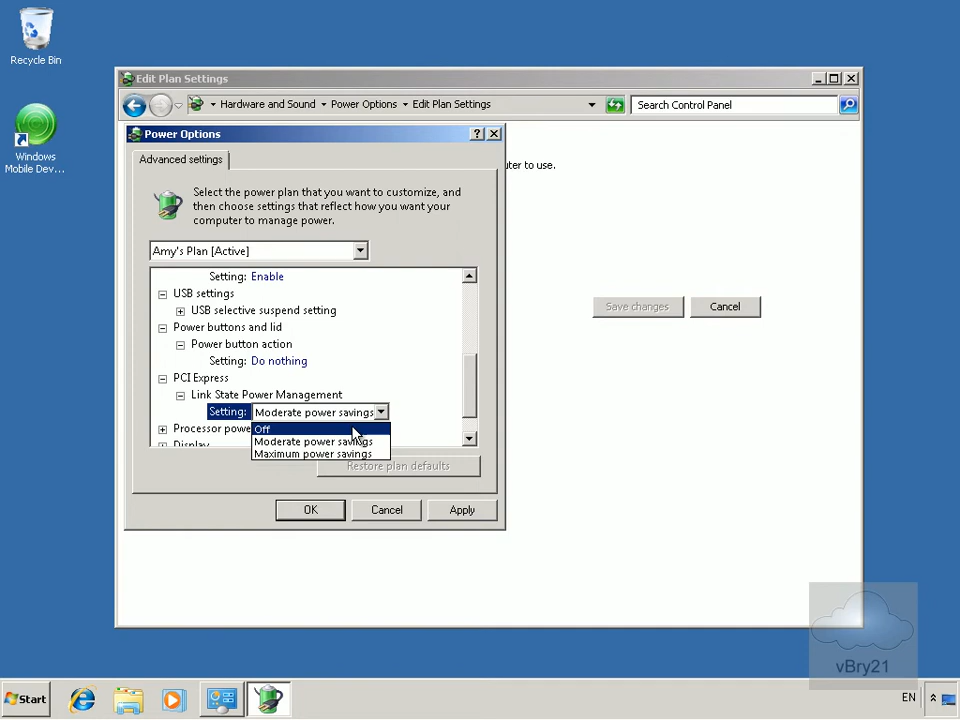 Recycle Bin
Windows
Mobile Dev...
Edit Plan Settings
Hardware and Sound
Power Options
Edit Plan Settings
Search Control Panel
Power Options
uter to use.
Advanced settings
Select the power plan that you want to customize, and
then choose settings that reflect how you want your
computer to manage power.
Amy's Plan [Active]
Setting: Enable
USB settings
USB selective suspend setting
Save changes
Cancel
Power buttons and lid
Power button action
Setting: Do nothing
PCI Express
Link State Power Management
Setting: Moderate power savings
Processor powe
Off
Moderate power savings
Display
Maximum power savings
Restore plan defaults
OK
Cancel
Apply
vBry21
Start
EN